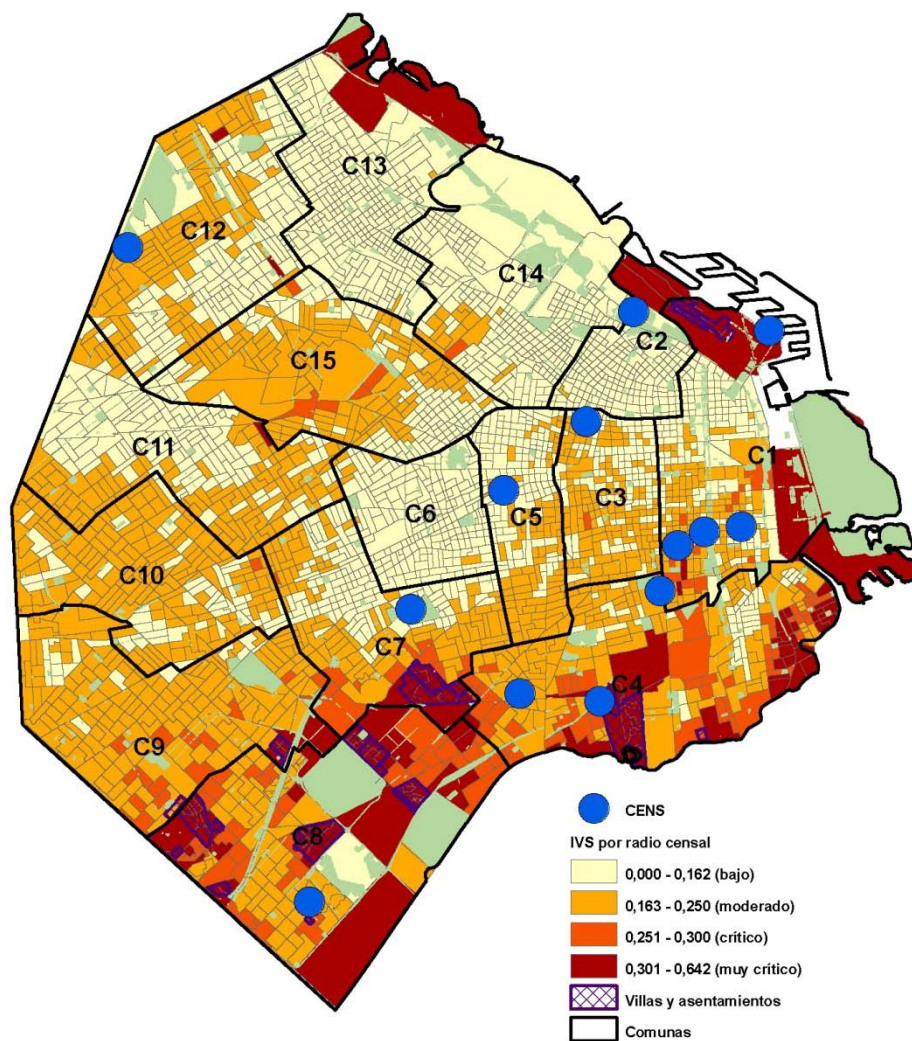 C13
C12
C14
C2
C15
C1
C11
C3
C6
C5
C10
C7
C4
C9
C8
CENS
IVS por radio censal
0,000 - 0,162 (bajo)
0,163 - 0,250 (moderado)
0,251 - 0,300 (crítico)
0,301 - 0,642 (muy crítico)
Villas y asentamientos
Comunas